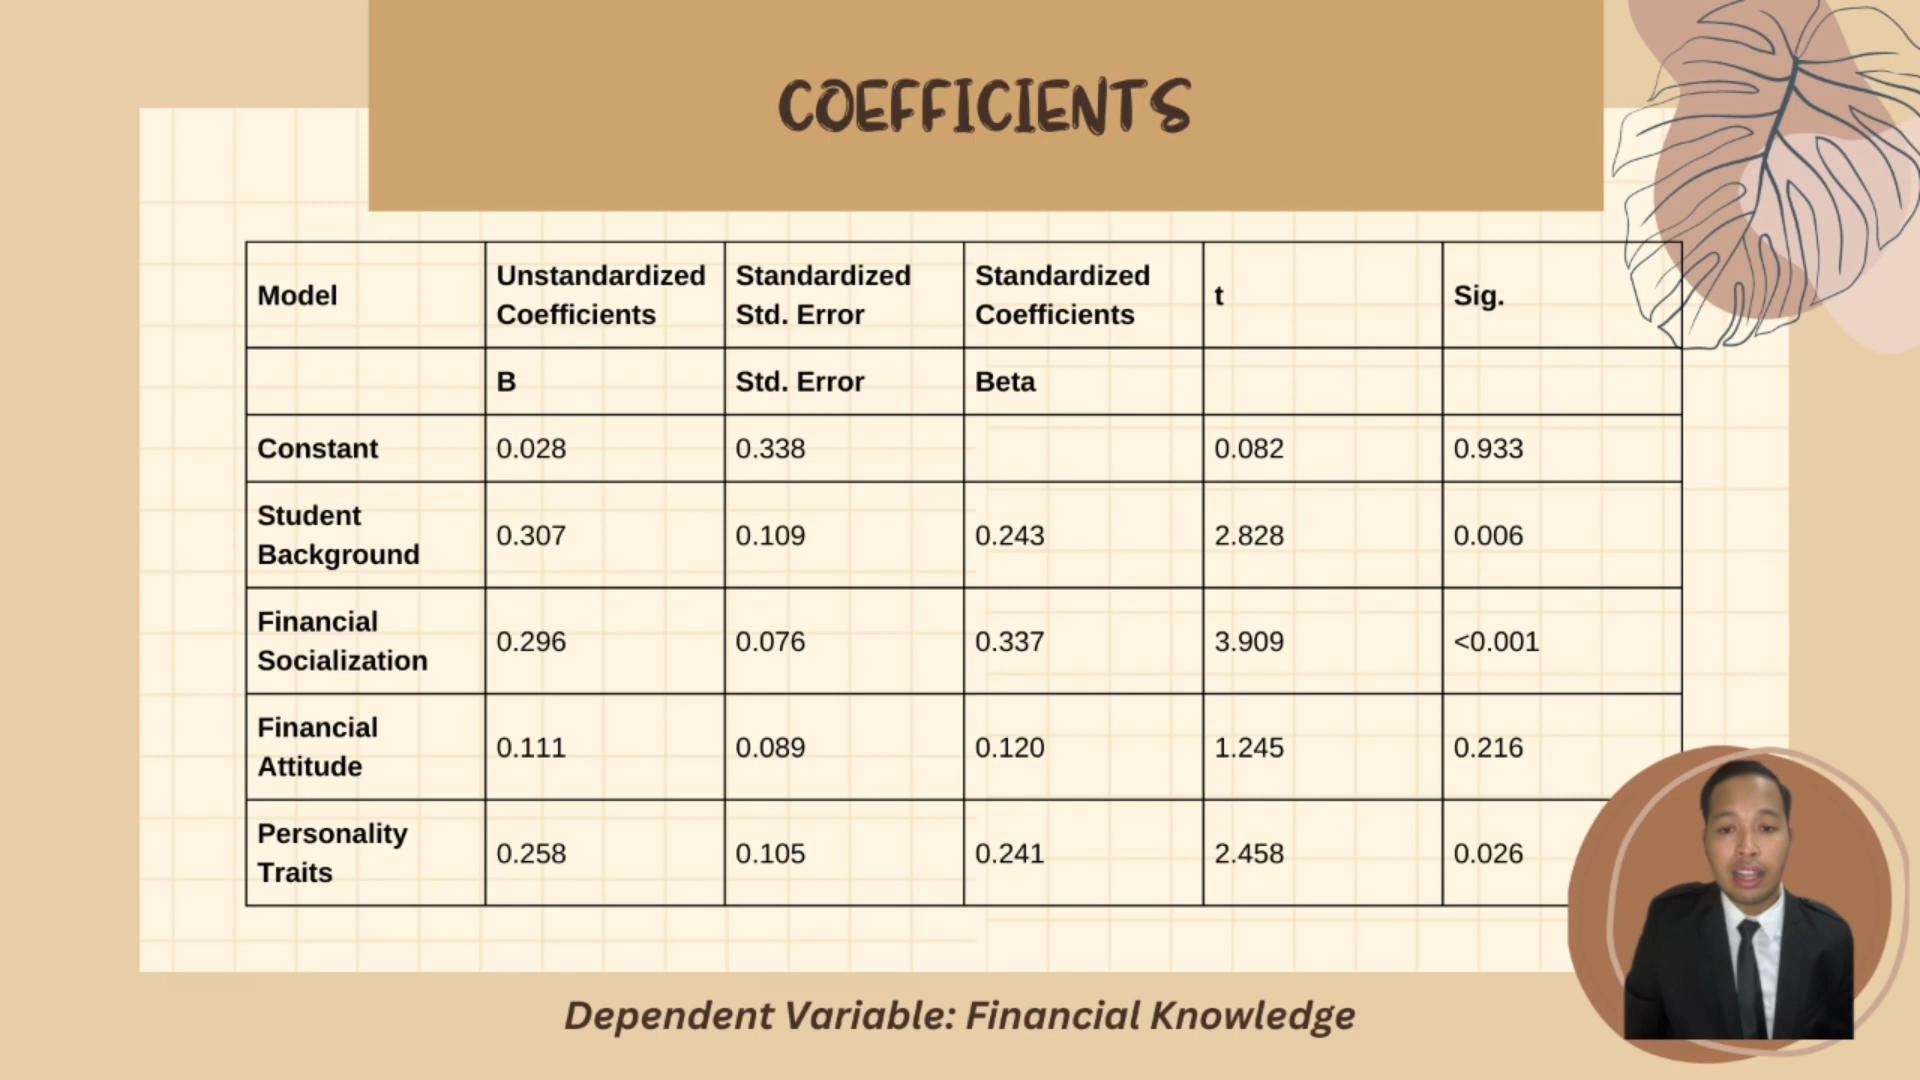 COEFFICIENTS
Model
Unstandardized Coefficients
Standardized Std. Error
Standardized Coefficients
t
Sig.
B
Std. Error
Beta
Constant
0.028
0.338
0.082
0.933
Student Background
0.307
0.109
0.243
2.828
0.006
Financial Socialization
0.296
0.076
0.337
3.909
<0.001
Financial Attitude
0.111
0.089
0.120
1.245
0.216
Personality Traits
0.258
0.105
0.241
2.458
0.026
Dependent Variable: Financial Knowledge